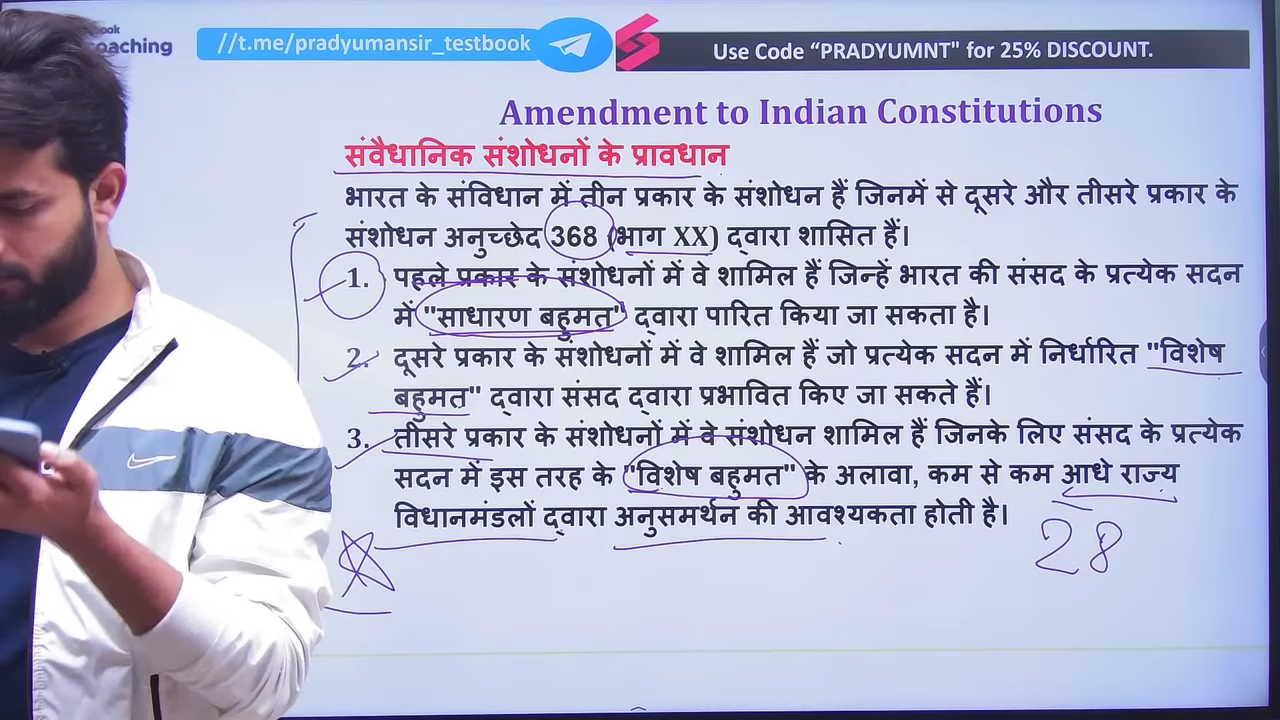 ook
oaching
//t.me/pradyumansir_testbook
Use Code “PRADYUMNT" for 25% DISCOUNT.
Amendment to Indian Constitutions
संवैधानिक संशोधनों के प्रावधान
भारत के संविधान में तीन प्रकार के संशोधन हैं जिनमें से दूसरे और तीसरे प्रकार के
संशोधन अनुच्छेद 368 (भाग XX) द्वारा शासित हैं।
1. पहले प्रकार के संशोधनों में वे शामिल हैं जिन्हें भारत की संसद के प्रत्येक सदन
में "साधारण बहुमत" द्वारा पारित किया जा सकता है।
2. दूसरे प्रकार के संशोधनों में वे शामिल हैं जो प्रत्येक सदन में निर्धारित "विशेष
बहुमत" द्वारा संसद द्वारा प्रभावित किए जा सकते हैं।
3. तीसरे प्रकार के संशोधनों में वे संशोधन शामिल हैं जिनके लिए संसद के प्रत्येक
सदन में इस तरह के "विशेष बहुमत" के अलावा, कम से कम आधे राज्य
विधानमंडलों द्वारा अनुसमर्थन की आवश्यकता होती है।
28